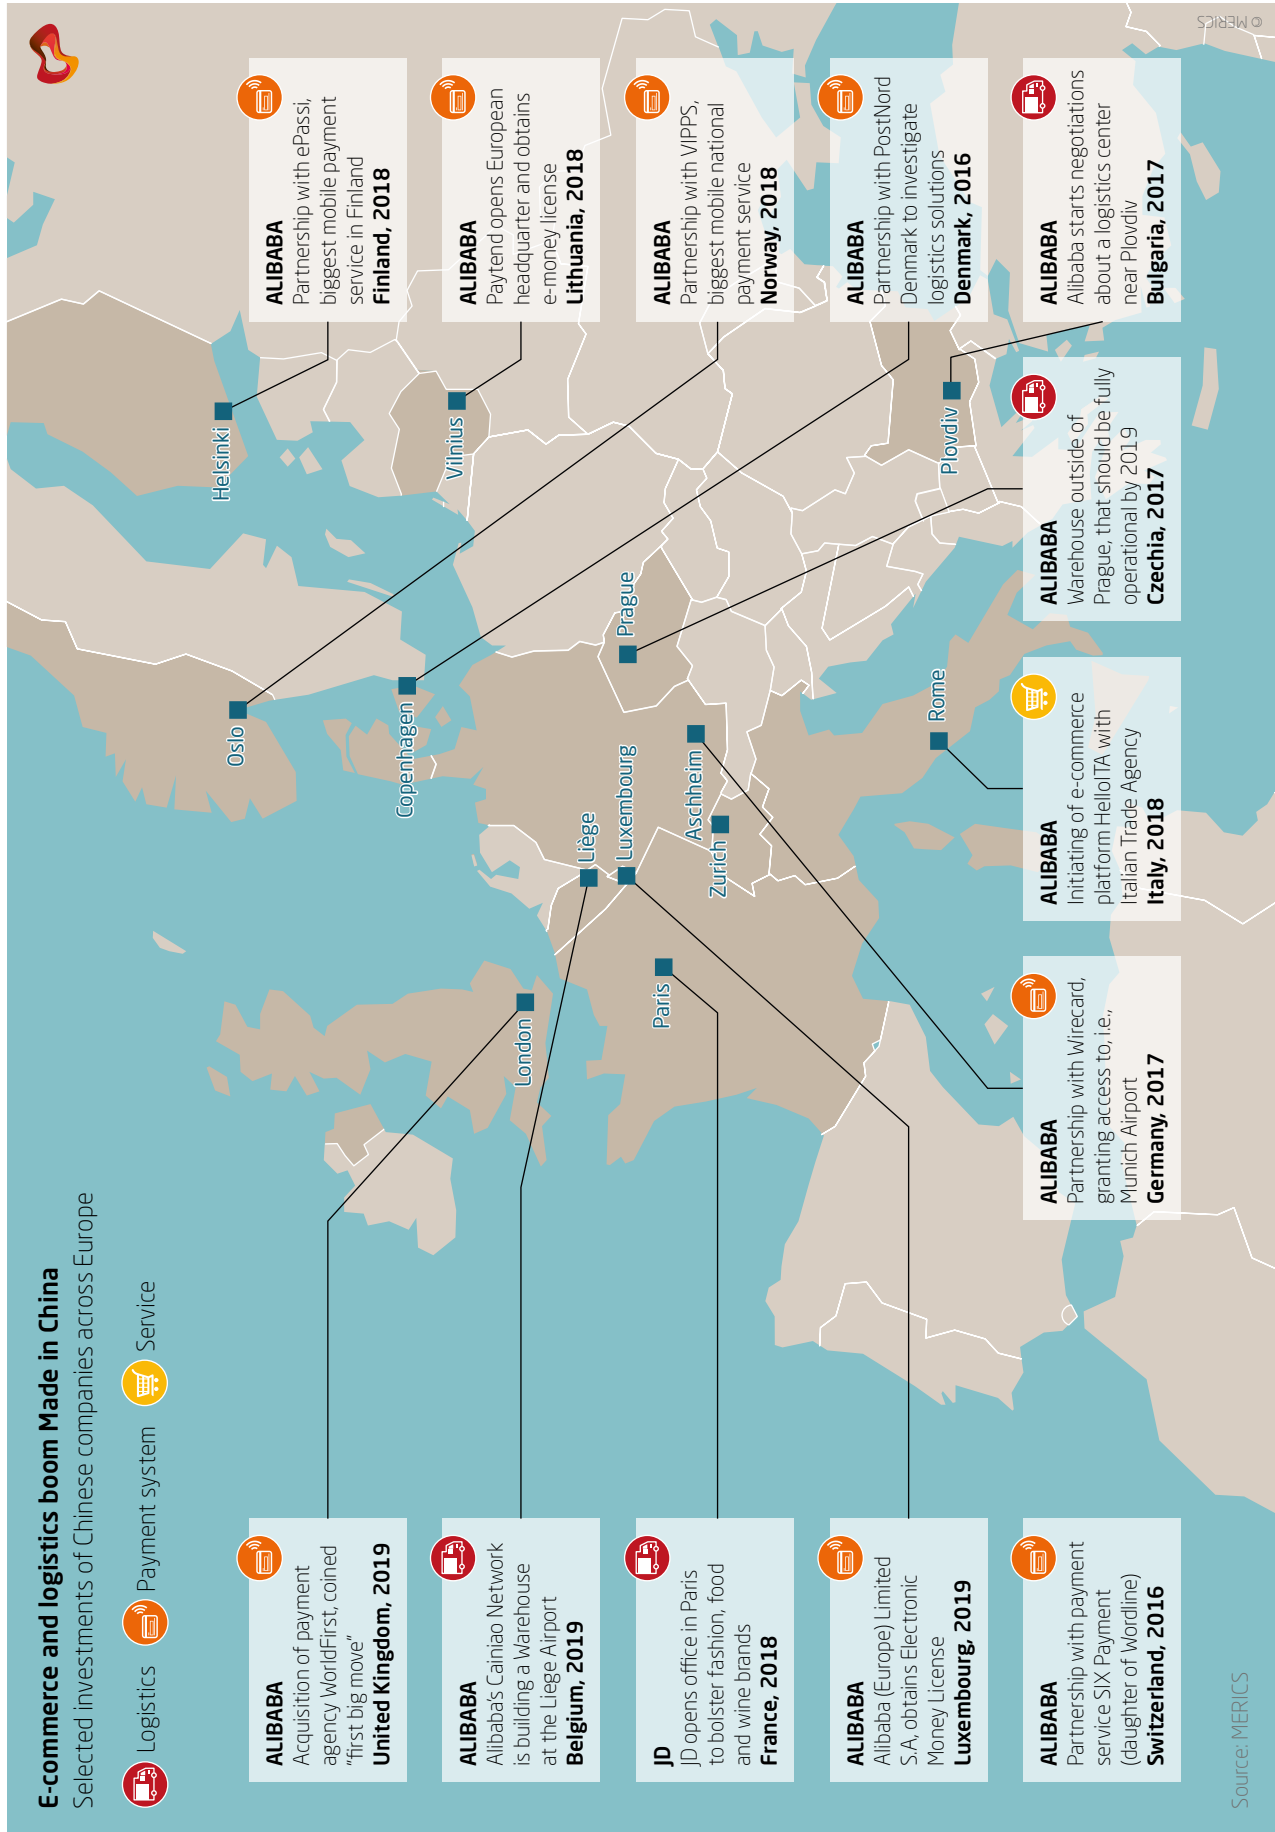 E-commerce and logistics boom Made in China
Selected investments of Chinese companies across Europe
Logistics
Payment system
Service
ALIBABA
Acquisition of payment
agency WorldFirst, coined
"first big move"
United Kingdom, 2019
ALIBABA
Alibaba's Cainiao Network
is building a Warehouse
at the Liege Airport
Belgium, 2019
JD
JD opens office in Paris
to bolster fashion, food
and wine brands
France, 2018
ALIBABA
Alibaba (Europe) Limited
S.A, obtains Electronic
Money License
Luxembourg, 2019
ALIBABA
Partnership with payment
service SIX Payment
(daughter of Wordline)
Switzerland, 2016
ALIBABA
Partnership with Wirecard,
granting access to, i.e.,
Munich Airport
Germany, 2017
ALIBABA
Initiating of e-commerce
platform HelloITA with
Italian Trade Agency
Italy, 2018
ALIBABA
Warehouse outside of
Prague, that should be fully
operational by 2019
Czechia, 2017
ALIBABA
Partnership with ePassi,
biggest mobile payment
service in Finland
Finland, 2018
ALIBABA
Paytend opens European
headquarter and obtains
e-money license
Lithuania, 2018
ALIBABA
Partnership with VIPPS,
biggest mobile national
payment service
Norway, 2018
ALIBABA
Partnership with PostNord
Denmark to investigate
logistics solutions
Denmark, 2016
ALIBABA
Alibaba starts negotiations
about a logistics center
near Plovdiv
Bulgaria, 2017
Oslo
Helsinki
Copenhagen
Vilnius
London
Liège
Luxembourg
Prague
Paris
Aschheim
Zurich
Rome
Plovdiv
Source: MERICS
© MERICS